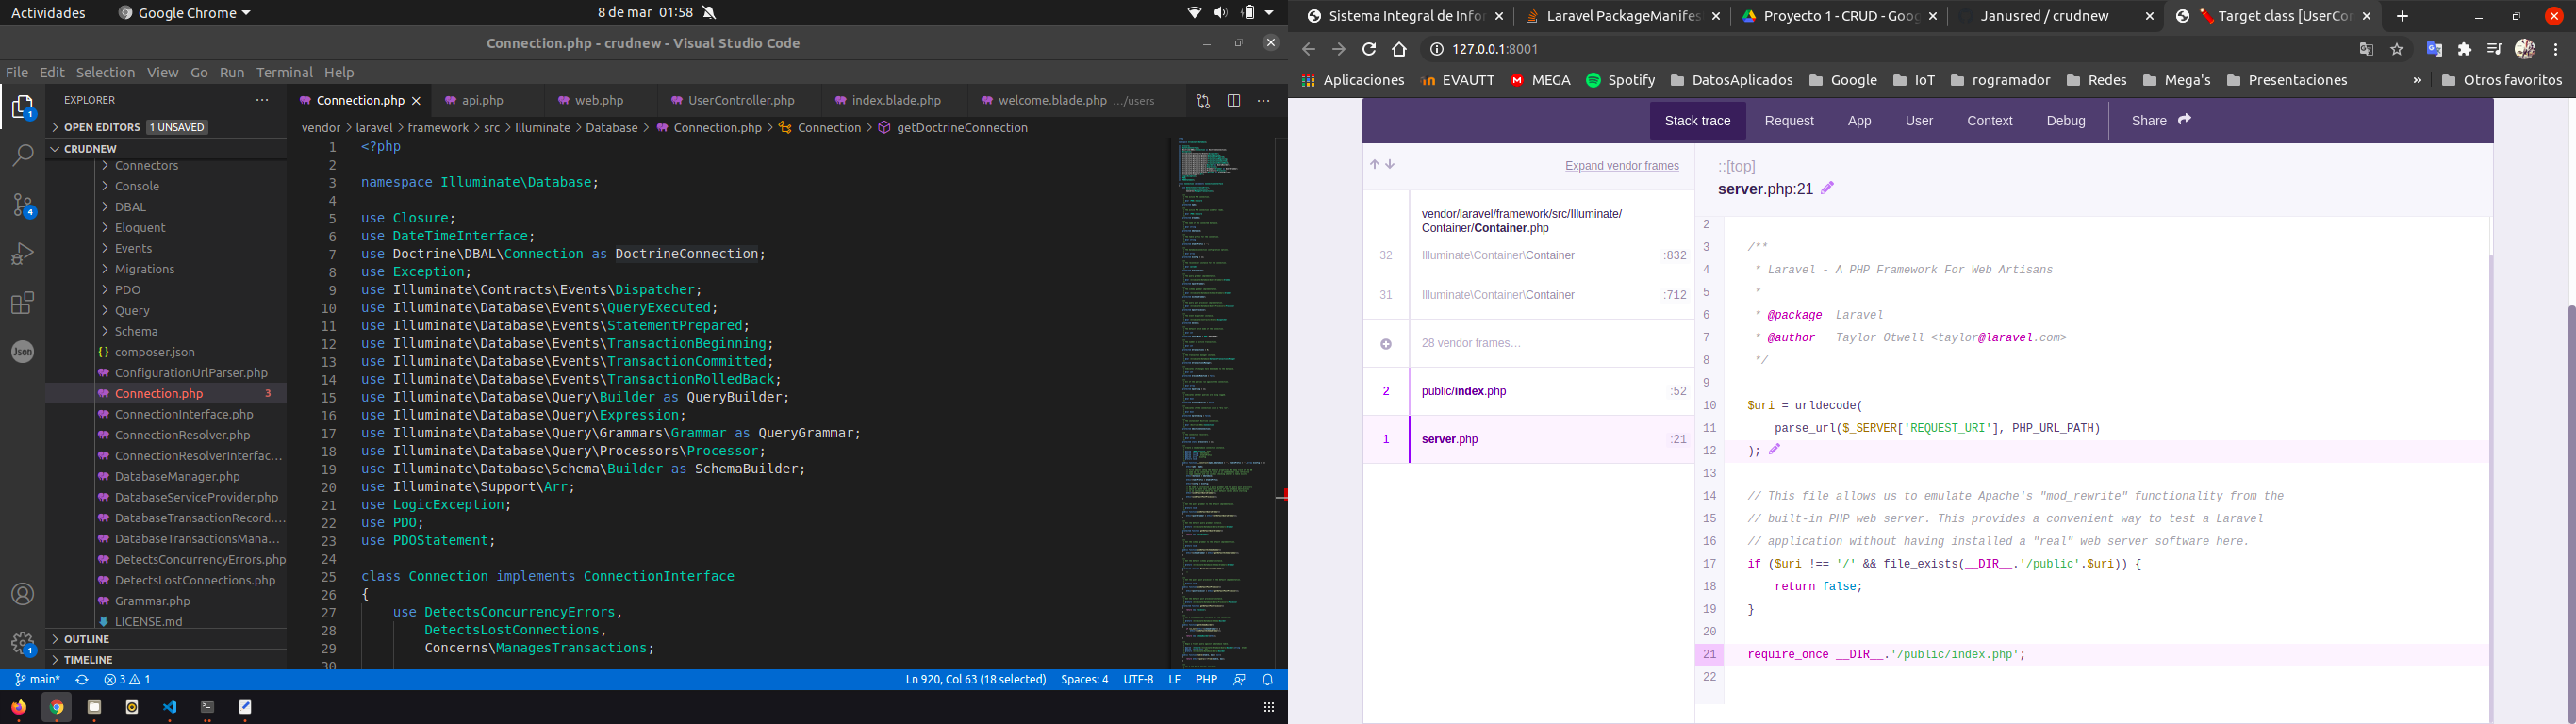 Actividades
Google Chrome
8 de mar 01:58
Connection.php - crudnew - Visual Studio Code
File Edit Selection View Go Run Terminal Help
EXPLORER
OPEN EDITORS 1 UNSAVED
CRUDNEW
Connectors
Console
DBAL
Eloquent
Events
Migrations
PDO
Query
Schema
{} composer.json
ConfigurationUrlParser.php
Connection.php 3
ConnectionInterface.php
ConnectionResolver.php
ConnectionResolverInterfac...
DatabaseManager.php
DatabaseServiceProvider.php
DatabaseTransactionRecord....
DatabaseTransactionsMana...
DetectsConcurrencyErrors.php
DetectsLostConnections.php
Grammar.php
LICENSE.md
OUTLINE
TIMELINE
1
4
Json
1
Connection.php api.php web.php UserController.php index.blade.php welcome.blade.php .../users
vendor > laravel > framework > src > Illuminate > Database > Connection.php > Connection > getDoctrineConnection
1 <?php
2
3 namespace Illuminate\Database;
4
5 use Closure;
6 use DateTimeInterface;
7 use Doctrine\DBAL\Connection as DoctrineConnection;
8 use Exception;
9 use Illuminate\Contracts\Events\Dispatcher;
10 use Illuminate\Database\Events\QueryExecuted;
11 use Illuminate\Database\Events\StatementPrepared;
12 use Illuminate\Database\Events\TransactionBeginning;
13 use Illuminate\Database\Events\TransactionCommitted;
14 use Illuminate\Database\Events\TransactionRolledBack;
15 use Illuminate\Database\Query\Builder as QueryBuilder;
16 use Illuminate\Database\Query\Expression;
17 use Illuminate\Database\Query\Grammars\Grammar as QueryGrammar;
18 use Illuminate\Database\Query\Processors\Processor;
19 use Illuminate\Database\Schema\Builder as SchemaBuilder;
20 use Illuminate\Support\Arr;
21 use LogicException;
22 use PDO;
23 use PDOStatement;
24
25 class Connection implements ConnectionInterface
26 {
27 use DetectsConcurrencyErrors,
28 DetectsLostConnections,
29 Concerns\ManagesTransactions;
30
main* 3 1
Ln 920, Col 63 (18 selected) Spaces: 4 UTF-8 LF PHP
Sistema Integral de Infor
Laravel PackageManifes
Proyecto 1 - CRUD - Goog
Janusred / crudnew
Target class [UserCon
127.0.0.1:8001
Aplicaciones EVAUTT MEGA Spotify DatosAplicados Google IoT rogramador Redes Mega's Presentaciones » Otros favoritos
Stack trace Request App User Context Debug Share
Expand vendor frames
vendor/laravel/framework/src/Illuminate/
Container/Container.php
32 Illuminate\Container\Container :832
31 Illuminate\Container\Container :712
28 vendor frames...
2 public/index.php :52
1 server.php :21
::[top]
server.php:21
2
3 /**
4 * Laravel - A PHP Framework For Web Artisans
5 *
6 * @package Laravel
7 * @author Taylor Otwell <taylor@laravel.com>
8 */
9
10 $uri = urldecode(
11 parse_url($_SERVER['REQUEST_URI'], PHP_URL_PATH)
12 );
13
14 // This file allows us to emulate Apache's "mod_rewrite" functionality from the
15 // built-in PHP web server. This provides a convenient way to test a Laravel
16 // application without having installed a "real" web server software here.
17 if ($uri !== '/' && file_exists(__DIR__.'/public'.$uri)) {
18 return false;
19 }
20
21 require_once __DIR__.'/public/index.php';
22